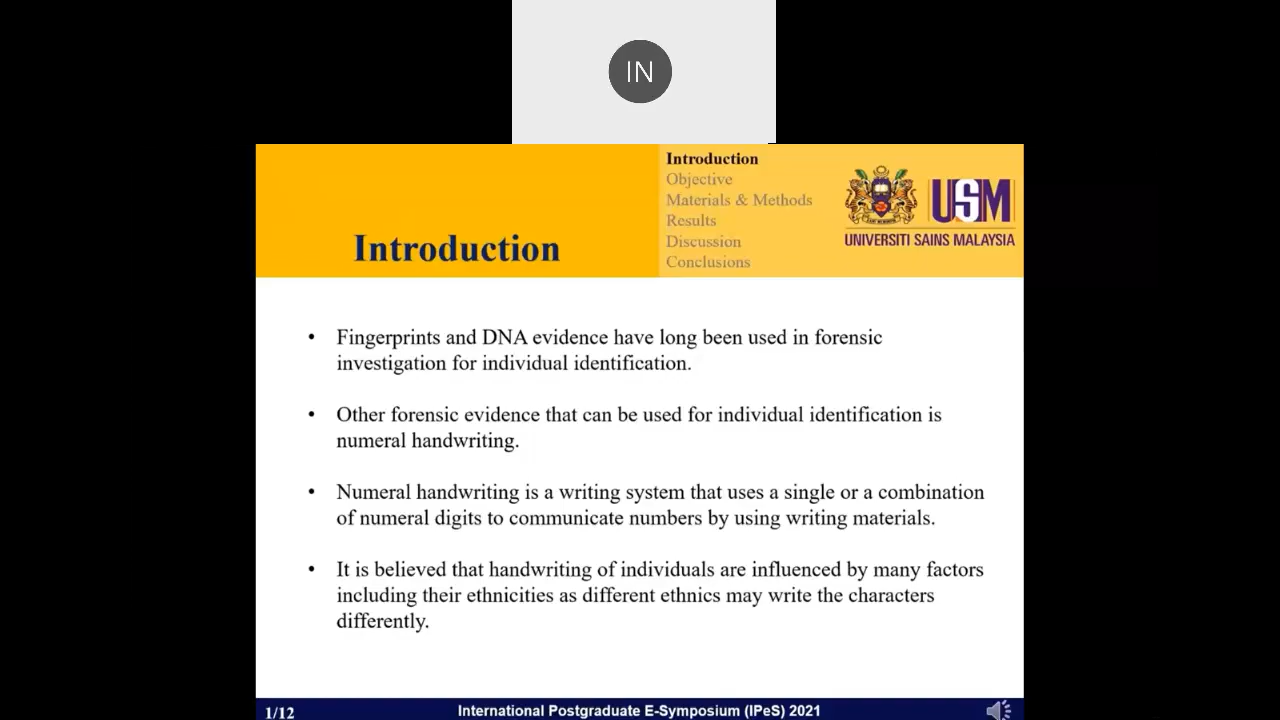 IN
Introduction
Introduction
Objective
Materials & Methods
Results
Discussion
Conclusions
USM
UNIVERSITI SAINS MALAYSIA
• Fingerprints and DNA evidence have long been used in forensic
investigation for individual identification.
• Other forensic evidence that can be used for individual identification is
numeral handwriting.
• Numeral handwriting is a writing system that uses a single or a combination
of numeral digits to communicate numbers by using writing materials.
• It is believed that handwriting of individuals are influenced by many factors
including their ethnicities as different ethnics may write the characters
differently.
1/12
International Postgraduate E-Symposium (IPeS) 2021